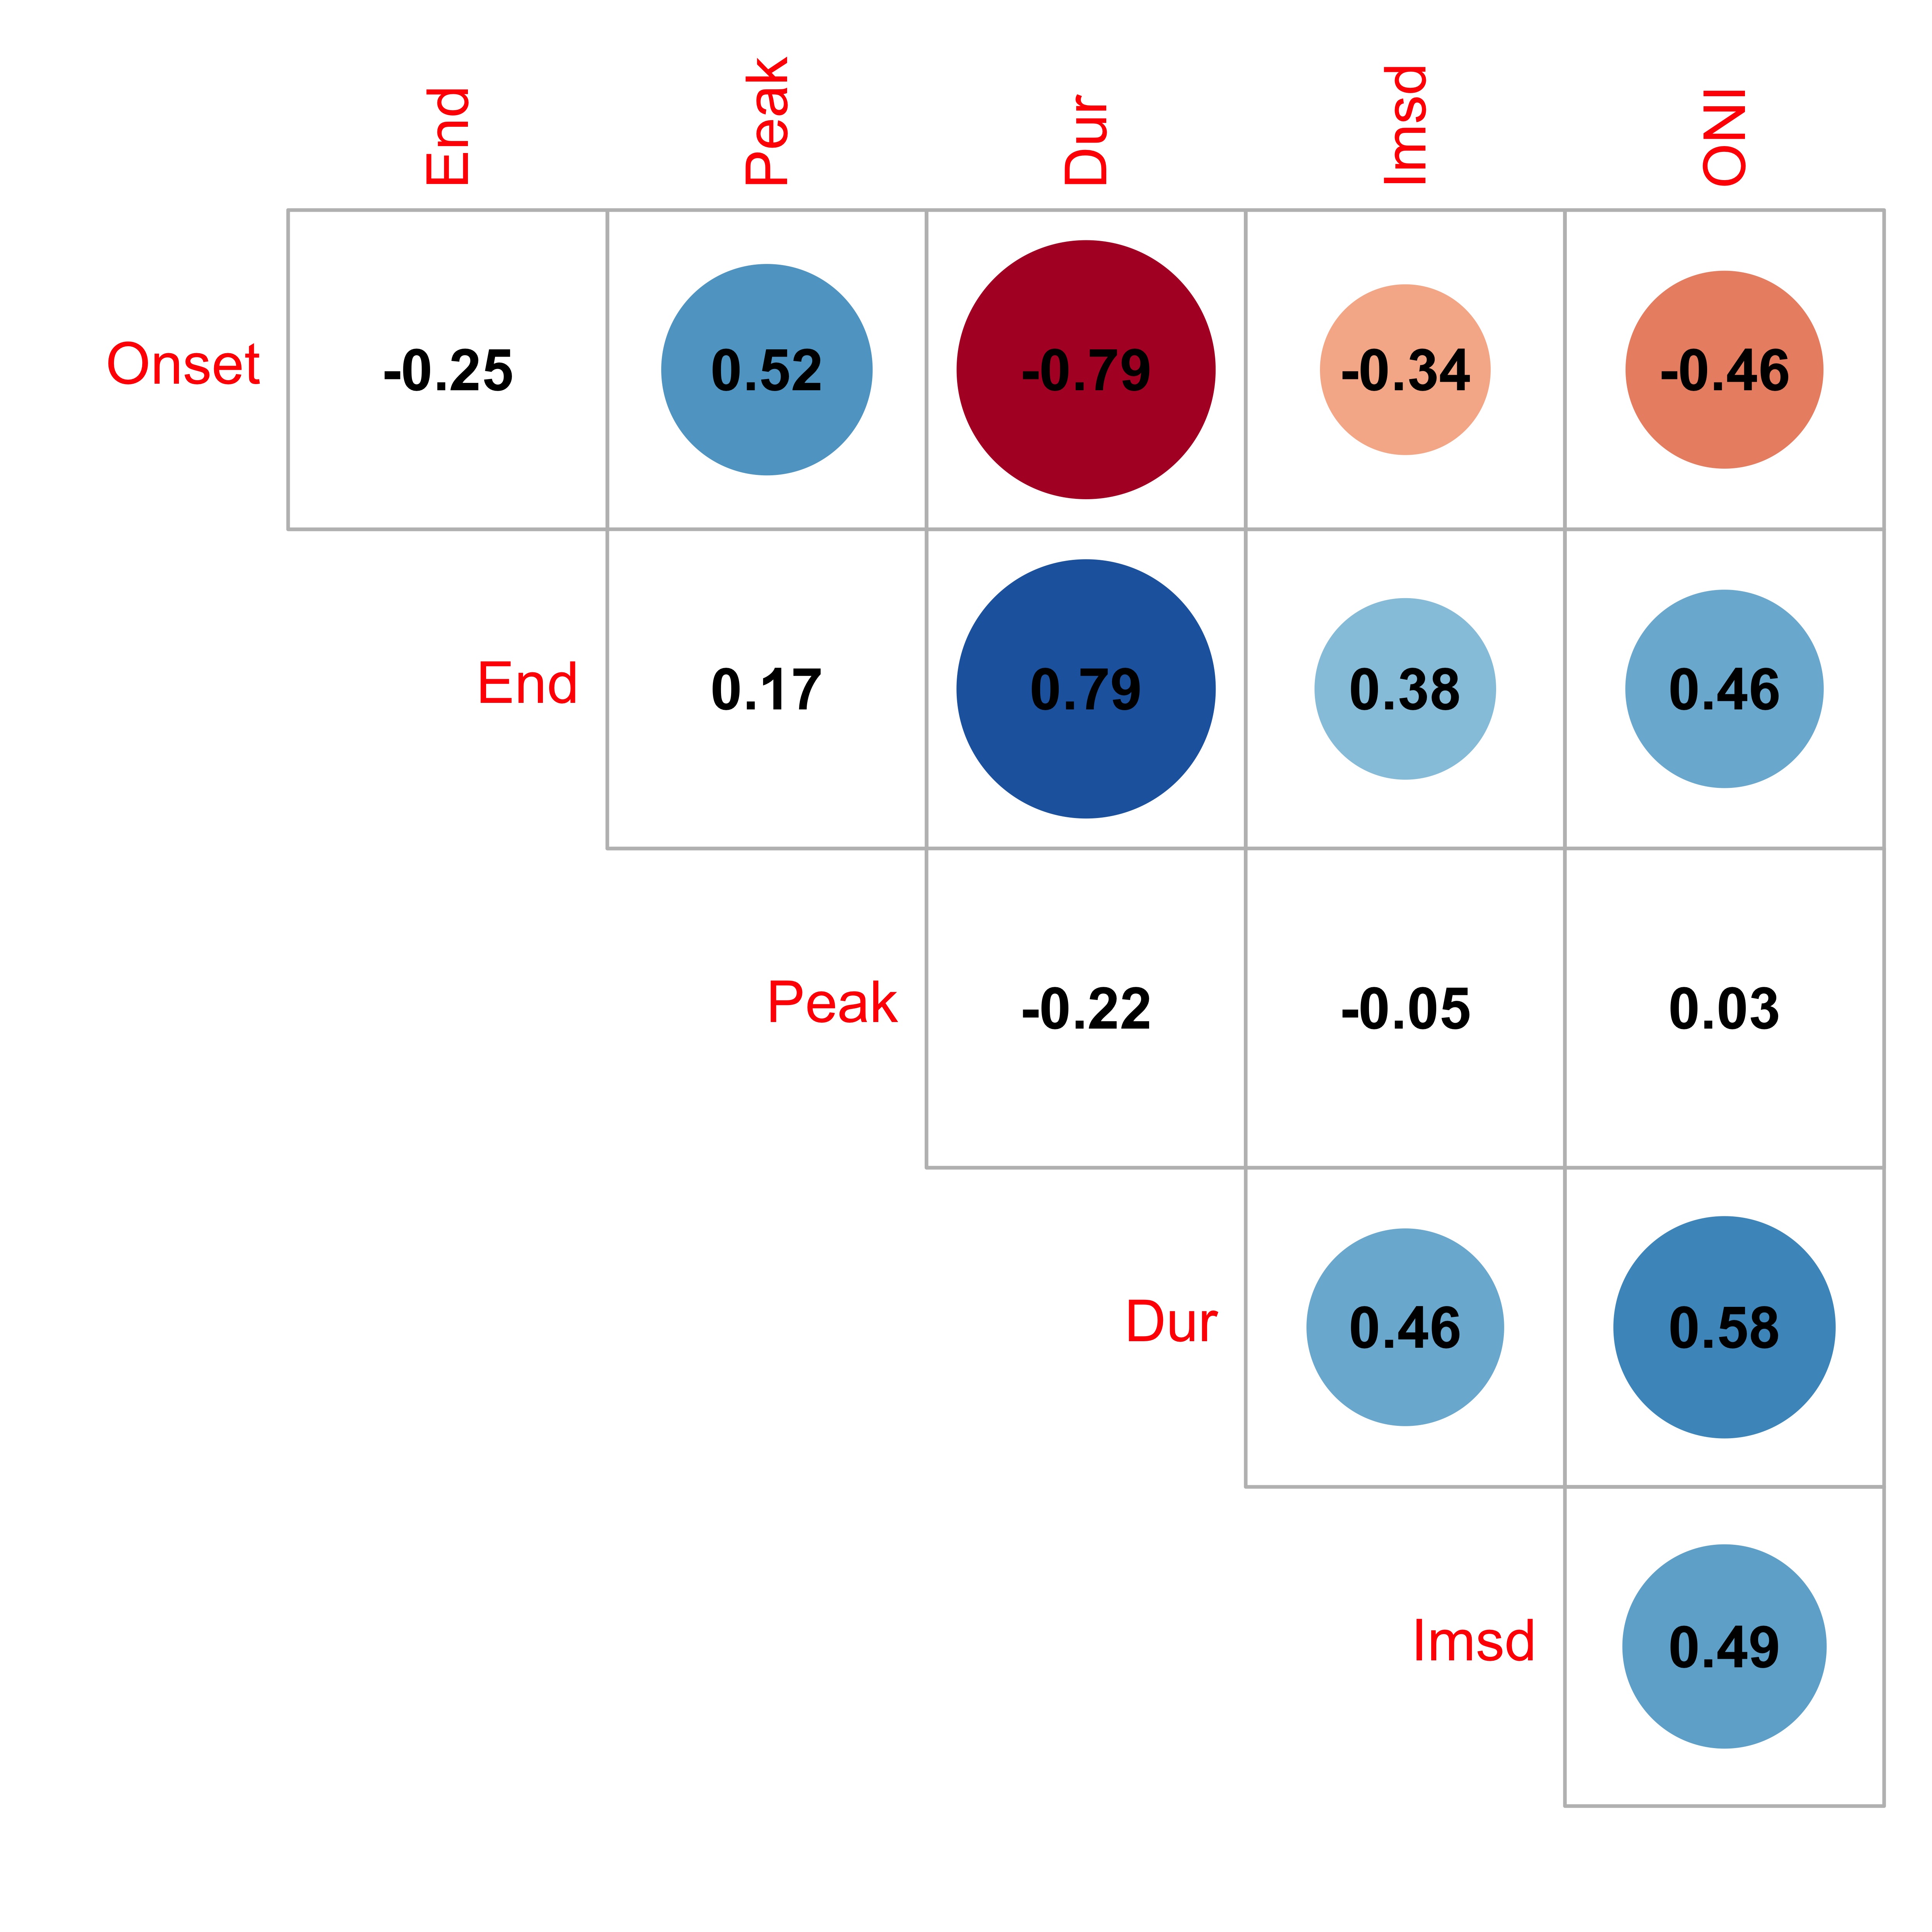 End Peak Dur Imsd ONI
Onset -0.25 0.52 -0.79 -0.34 -0.46
End 0.17 0.79 0.38 0.46
Peak -0.22 -0.05 0.03
Dur 0.46 0.58
Imsd 0.49